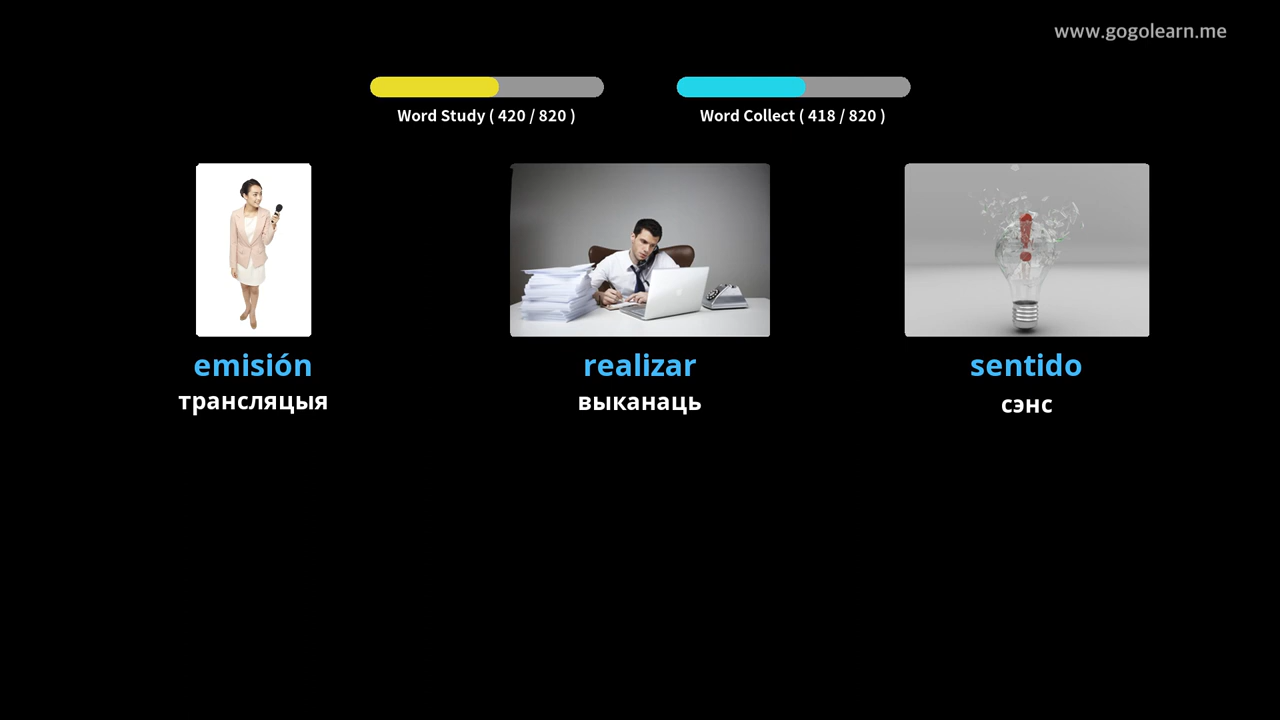 www.gogolearn.me
Word Study ( 420 / 820 )
Word Collect ( 418 / 820 )
emisión
трансляцыя
realizar
выканаць
sentido
сэнс